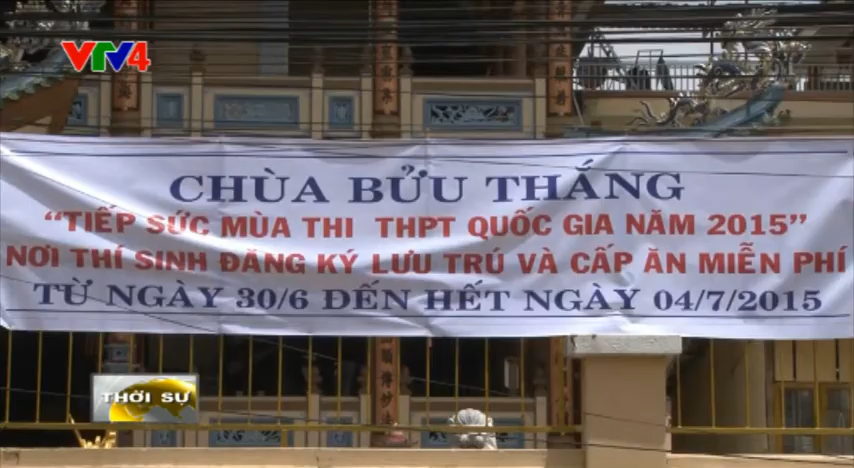 VTV4
CHÙA BỬU THẮNG
"TIẾP SỨC MÙA THI THPT QUỐC GIA NĂM 2015"
NƠI THÍ SINH ĐĂNG KÝ LƯU TRÚ VÀ CẤP ĂN MIỄN PHÍ
TỪ NGÀY 30/6 ĐẾN HẾT NGÀY 04/7/2015
THỜI SỰ